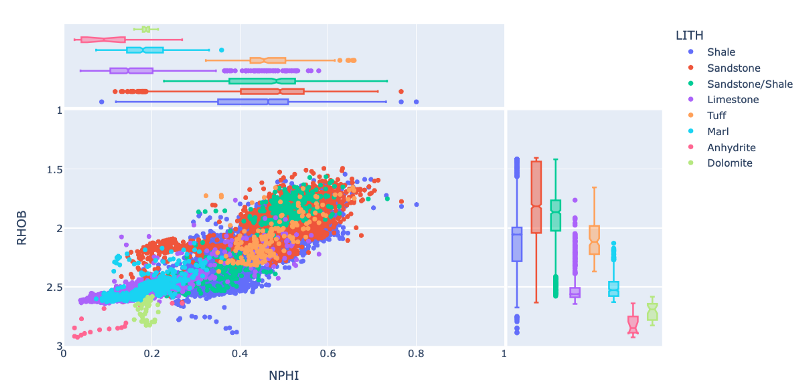 LITH
Shale
Sandstone
Sandstone/Shale
Limestone
Tuff
Marl
Anhydrite
Dolomite
1
1.5
2
2.5
3
RHOB
0
0.2
0.4
0.6
0.8
1
NPHI